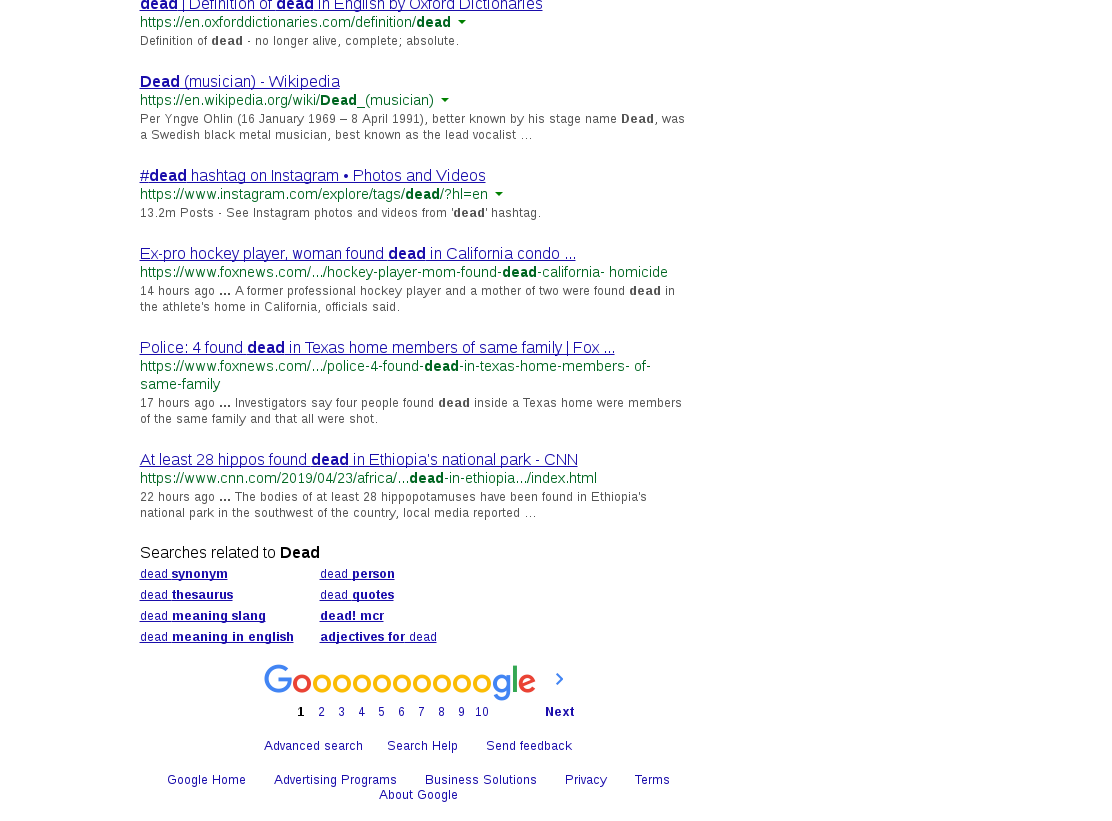 dead | Definition of dead in English by Oxford Dictionaries
https://en.oxforddictionaries.com/definition/dead
Definition of dead - no longer alive, complete; absolute.
Dead (musician) - Wikipedia
https://en.wikipedia.org/wiki/Dead_(musician)
Per Yngve Ohlin (16 January 1969 – 8 April 1991), better known by his stage name Dead, was
a Swedish black metal musician, best known as the lead vocalist ...
#dead hashtag on Instagram • Photos and Videos
https://www.instagram.com/explore/tags/dead/?hl=en
13.2m Posts - See Instagram photos and videos from 'dead' hashtag.
Ex-pro hockey player, woman found dead in California condo ...
https://www.foxnews.com/.../hockey-player-mom-found-dead-california- homicide
14 hours ago ... A former professional hockey player and a mother of two were found dead in
the athlete's home in California, officials said.
Police: 4 found dead in Texas home members of same family | Fox ...
https://www.foxnews.com/.../police-4-found-dead-in-texas-home-members- of-
same-family
17 hours ago ... Investigators say four people found dead inside a Texas home were members
of the same family and that all were shot.
At least 28 hippos found dead in Ethiopia's national park - CNN
https://www.cnn.com/2019/04/23/africa/...dead-in-ethiopia.../index.html
22 hours ago ... The bodies of at least 28 hippopotamuses have been found in Ethiopia's
national park in the southwest of the country, local media reported ...
Searches related to Dead
dead synonym dead person
dead thesaurus dead quotes
dead meaning slang dead! mcr
dead meaning in english adjectives for dead
Goooooooooogle
1 2 3 4 5 6 7 8 9 10 Next
Advanced search Search Help Send feedback
Google Home Advertising Programs Business Solutions Privacy Terms
About Google